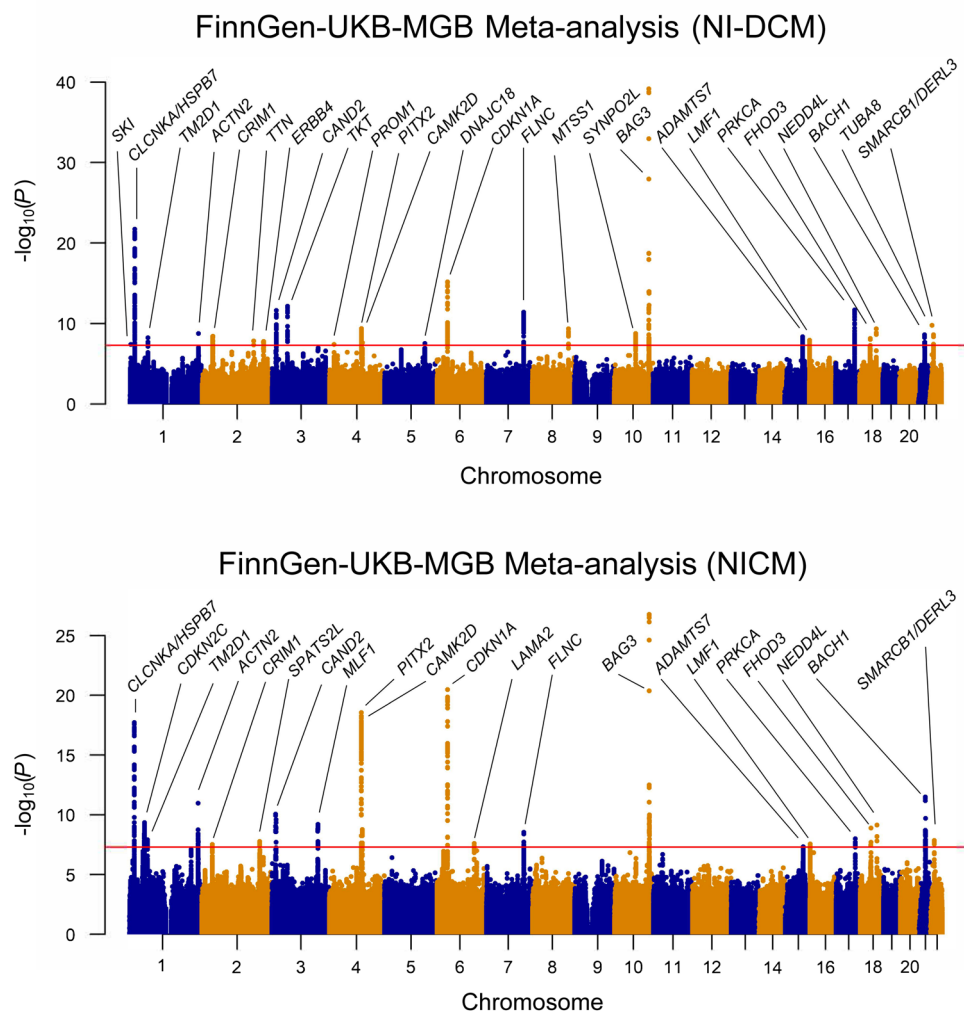 FinnGen-UKB-MGB Meta-analysis (NI-DCM)
SKI
CLCNKA/HSPB7
TM2D1
ACTN2
CRIM1
TTN
ERBB4
CAND2
TKT
PROM1
PITX2
CAMK2D
DNAJC18
CDKN1A
FLNC
MTSS1
SYNPO2L
BAG3
ADAMTS7
LMF1
PRKCA
FHOD3
NEDD4L
BACH1
TUBA8
SMARCB1/DERL3
-log10(P)
40
30
20
10
0
1 2 3 4 5 6 7 8 9 10 11 12 14 16 18 20
Chromosome
FinnGen-UKB-MGB Meta-analysis (NICM)
CLCNKA/HSPB7
CDKN2C
TM2D1
ACTN2
CRIM1
SPATS2L
CAND2
MLF1
PITX2
CAMK2D
CDKN1A
LAMA2
FLNC
BAG3
ADAMTS7
LMF1
PRKCA
FHOD3
NEDD4L
BACH1
SMARCB1/DERL3
-log10(P)
25
20
15
10
5
0
1 2 3 4 5 6 7 8 9 10 11 12 14 16 18 20
Chromosome